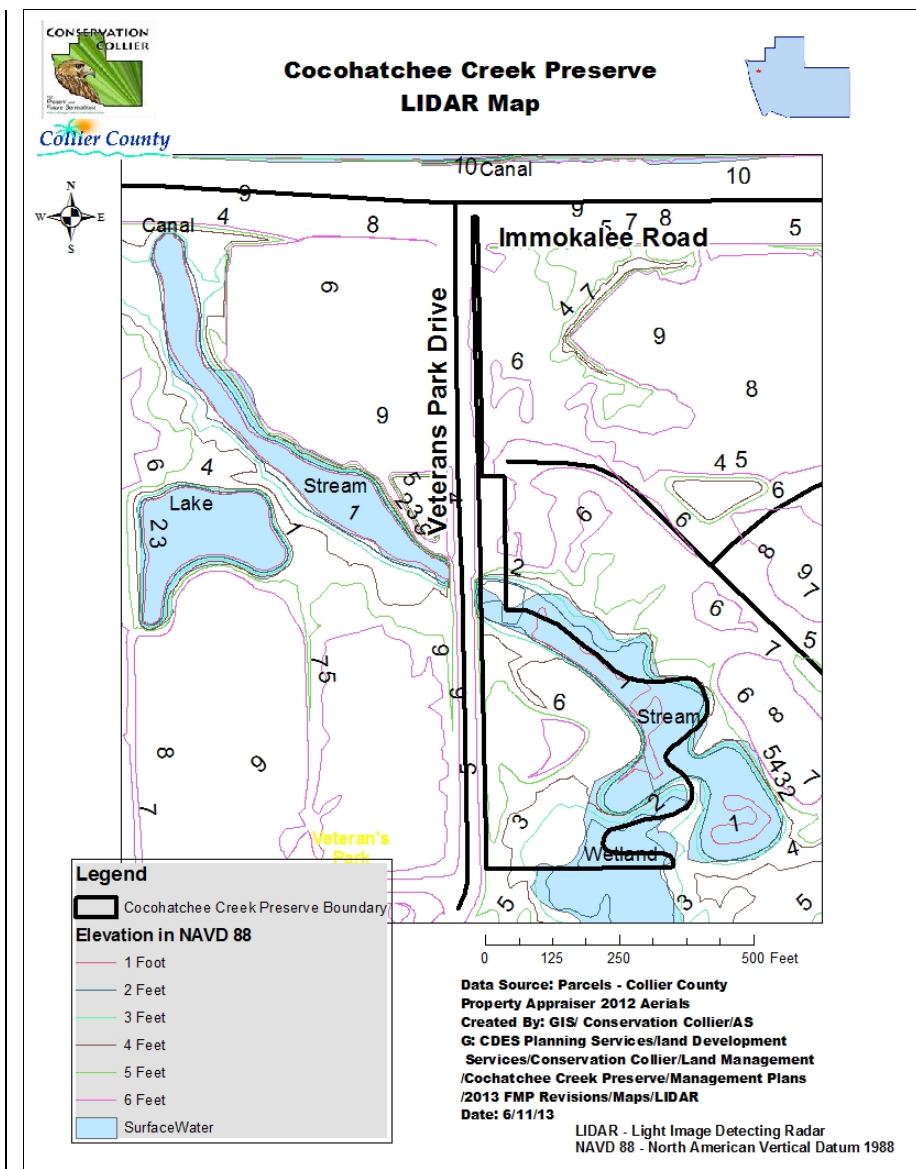 CONSERVATION
COLLIER
Collier County
Cocohatchee Creek Preserve
LIDAR Map
N
W E
S
10 Canal
10
9
4
8
9
5 7 8
5
Canal
Immokalee Road
4 7
9
9
6
8
Veterans Park Drive
9
6
4
Stream
1
5
2
3
5
4
4 5
6
Lake
2 3
1
6
6
8
9
7
2
6
5
7
6
7 5
9
6
6
1
Stream
6
8
8
9
7
5
5 4 3 2
7
3
2
1
4
Veteran's
Park
Wetland
5
3
5
Legend
Cocohatchee Creek Preserve Boundary
Elevation in NAVD 88
1 Foot
2 Feet
3 Feet
4 Feet
5 Feet
6 Feet
SurfaceWater
0 125 250 500 Feet
Data Source: Parcels - Collier County
Property Appraiser 2012 Aerials
Created By: GIS/ Conservation Collier/AS
G: CDES Planning Services/land Development
Services/Conservation Collier/Land Management
/Cochatchee Creek Preserve/Management Plans
/2013 FMP Revisions/Maps/LIDAR
Date: 6/11/13
LIDAR - Light Image Detecting Radar
NAVD 88 - North American Vertical Datum 1988